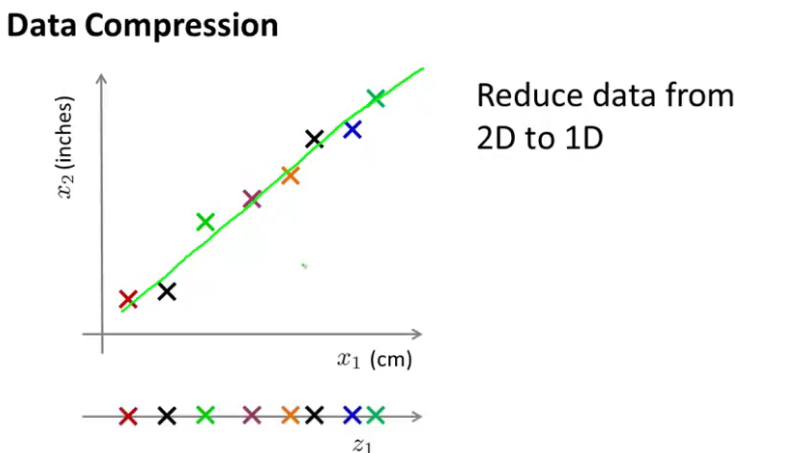 Data Compression
Reduce data from
2D to 1D
x₂ (inches)
x₁ (cm)
z₁